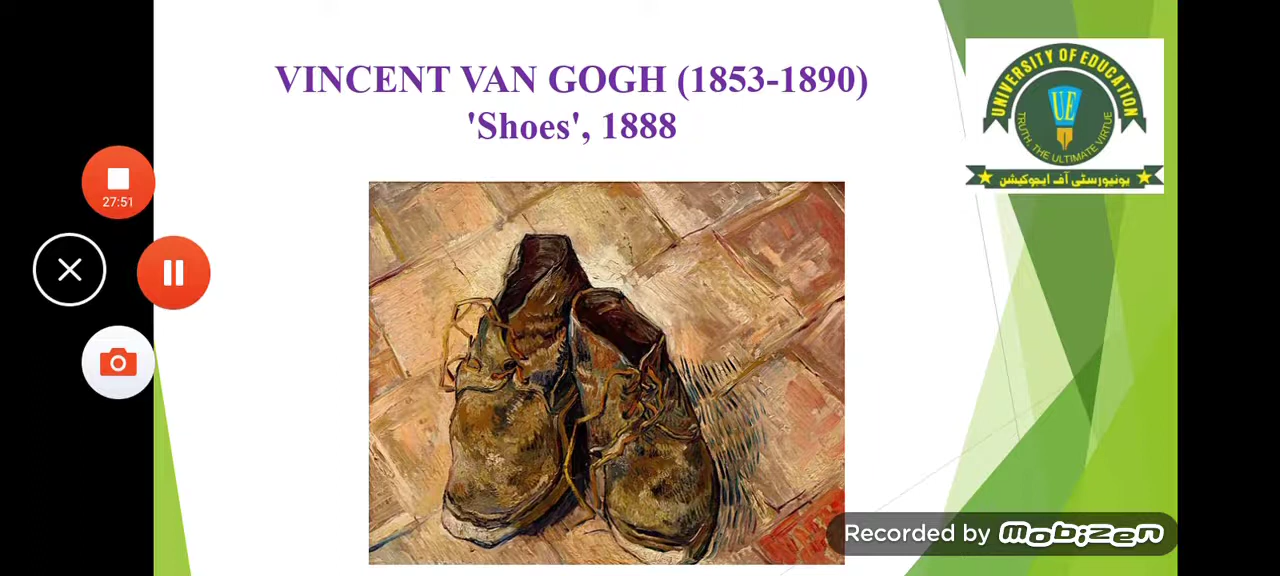 VINCENT VAN GOGH (1853-1890)
'Shoes', 1888
UNIVERSITY OF EDUCATION
UE
TRUTH, THE ULTIMATE VIRTUE
یونیورسٹی آف ایجوکیشن
27:51
Recorded by MOBIZEN